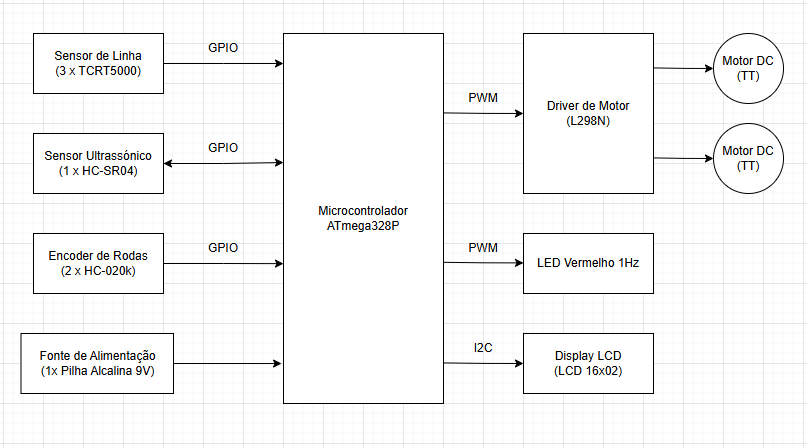 Sensor de Linha
(3 x TCRT5000)
GPIO
Sensor Ultrassónico
(1 x HC-SR04)
GPIO
Encoder de Rodas
(2 x HC-020k)
GPIO
Fonte de Alimentação
(1x Pilha Alcalina 9V)
Microcontrolador
ATmega328P
PWM
Driver de Motor
(L298N)
Motor DC
(TT)
Motor DC
(TT)
PWM
LED Vermelho 1Hz
I2C
Display LCD
(LCD 16x02)